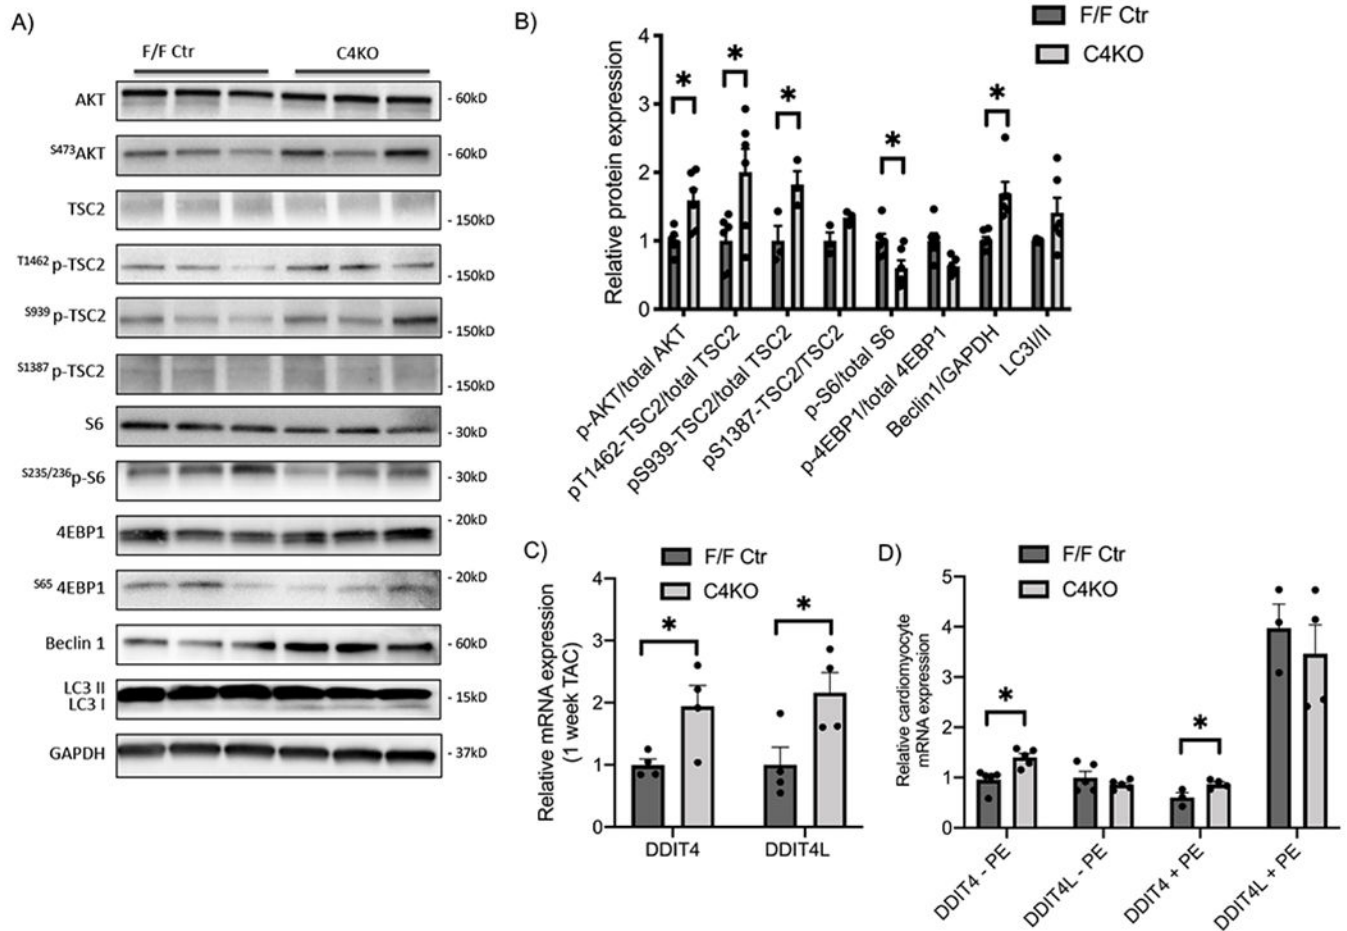 A)
F/F Ctr
C4KO
AKT
- 60kD
S473AKT
- 60kD
TSC2
- 150kD
T1462 p-TSC2
- 150kD
S939 p-TSC2
- 150kD
S1387 p-TSC2
- 150kD
S6
- 30kD
S235/236p-S6
- 30kD
4EBP1
- 20kD
S65 4EBP1
- 20kD
Beclin 1
- 60kD
LC3 II
LC3 I
- 15kD
GAPDH
- 37kD
B)
F/F Ctr
C4KO
Relative protein expression
4
3
2
1
0
* * * * *
p-AKT/total AKT
pT1462-TSC2/total TSC2
pS939-TSC2/total TSC2
pS1387-TSC2/TSC2
p-S6/total S6
p-4EBP1/total 4EBP1
Beclin1/GAPDH
LC3I/II
C)
F/F Ctr
C4KO
Relative mRNA expression
(1 week TAC)
4
3
2
1
0
* *
DDIT4
DDIT4L
D)
F/F Ctr
C4KO
Relative cardiomyocyte
mRNA expression
5
4
3
2
1
0
* *
DDIT4 - PE
DDIT4L - PE
DDIT4 + PE
DDIT4L + PE